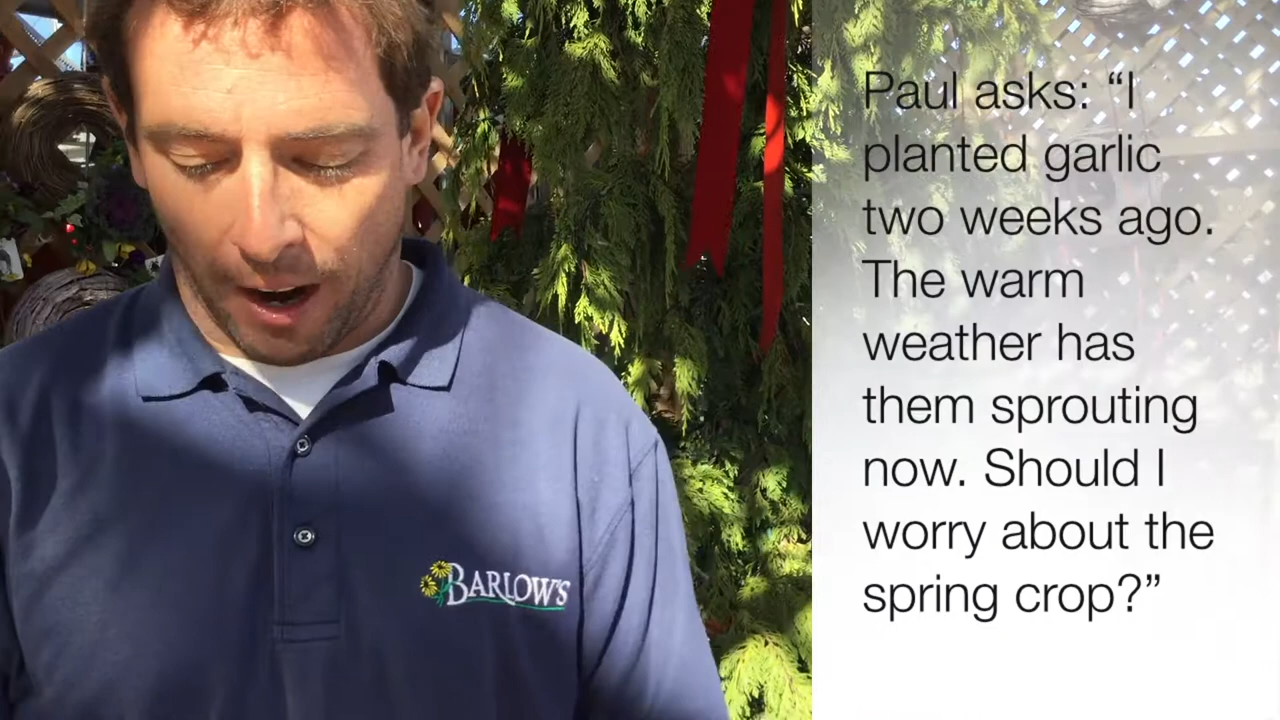 Paul asks: “I
planted garlic
two weeks ago.
The warm
weather has
them sprouting
now. Should I
worry about the
spring crop?”
BARLOW'S